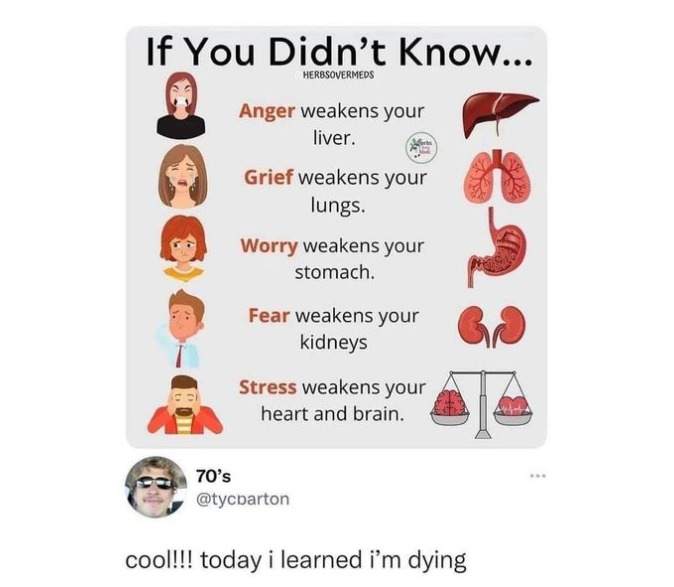 If You Didn't Know...
HERBSOVERMEDS
Anger weakens your
liver.
Grief weakens your
lungs.
Worry weakens your
stomach.
Fear weakens your
kidneys
Stress weakens your
heart and brain.
70's
@tycbarton
cool!!! today i learned i'm dying